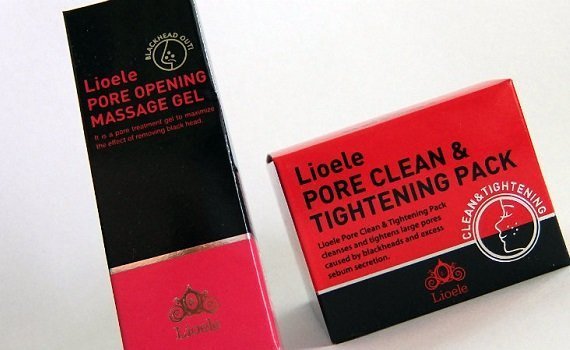 BLACKHEAD OUT!
Lioele
PORE OPENING
MASSAGE GEL
It is a pore treatment gel to maximize
the effect of removing black head.
Lioele
Lioele
PORE CLEAN &
TIGHTENING PACK
Lioele Pore Clean & Tightening Pack
cleanses and tightens large pores
caused by blackheads and excess
sebum secretion.
CLEAN&TIGHTENING
Lioele